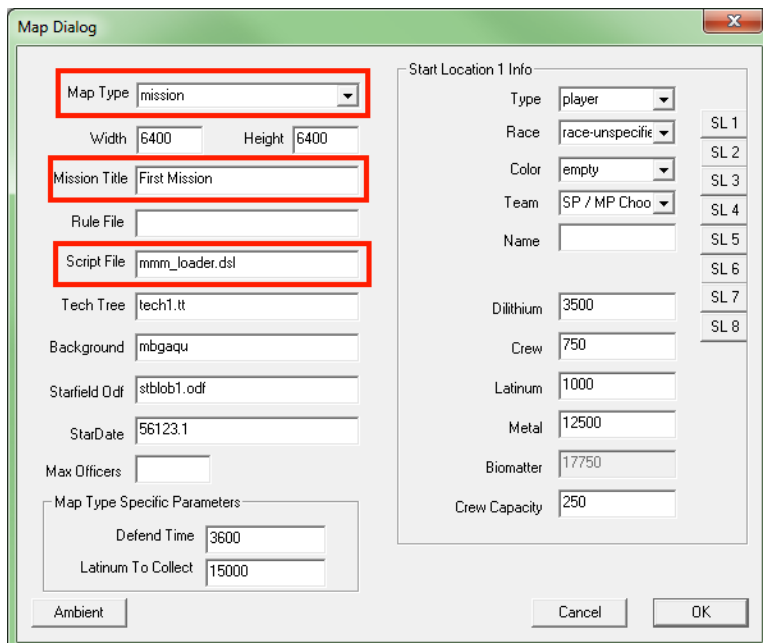 Map Dialog
x
Map Type mission
Width 6400 Height 6400
Mission Title First Mission
Rule File
Script File mmm_loader.dsl
Tech Tree tech1.tt
Background mbgaqu
Starfield Odf stblob1.odf
StarDate 56123.1
Max Officers
Map Type Specific Parameters
Defend Time 3600
Latinum To Collect 15000
Ambient
Start Location 1 Info
Type player
Race race-unspecifie
Color empty
Team SP / MP Choo
Name
Dilithium 3500
Crew 750
Latinum 1000
Metal 12500
Biomatter 17750
Crew Capacity 250
SL 1
SL 2
SL 3
SL 4
SL 5
SL 6
SL 7
SL 8
Cancel
OK